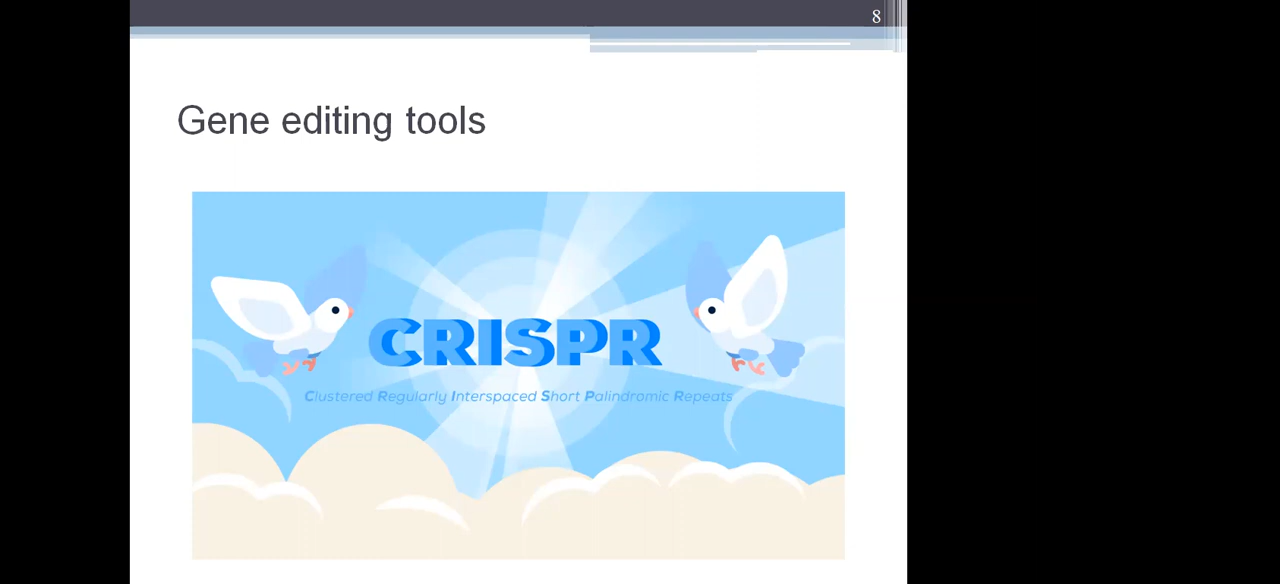 8
Gene editing tools
CRISPR
Clustered Regularly Interspaced Short Palindromic Repeats